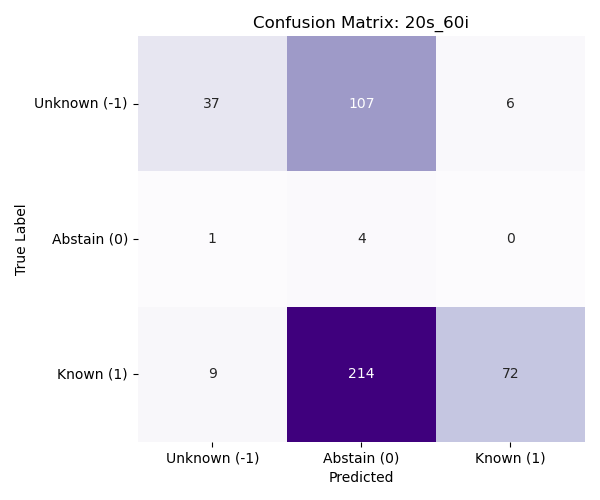 Confusion Matrix: 20s_60i
True Label
Unknown (-1) 37 107 6
Abstain (0) 1 4 0
Known (1) 9 214 72
Unknown (-1) Abstain (0) Known (1)
Predicted